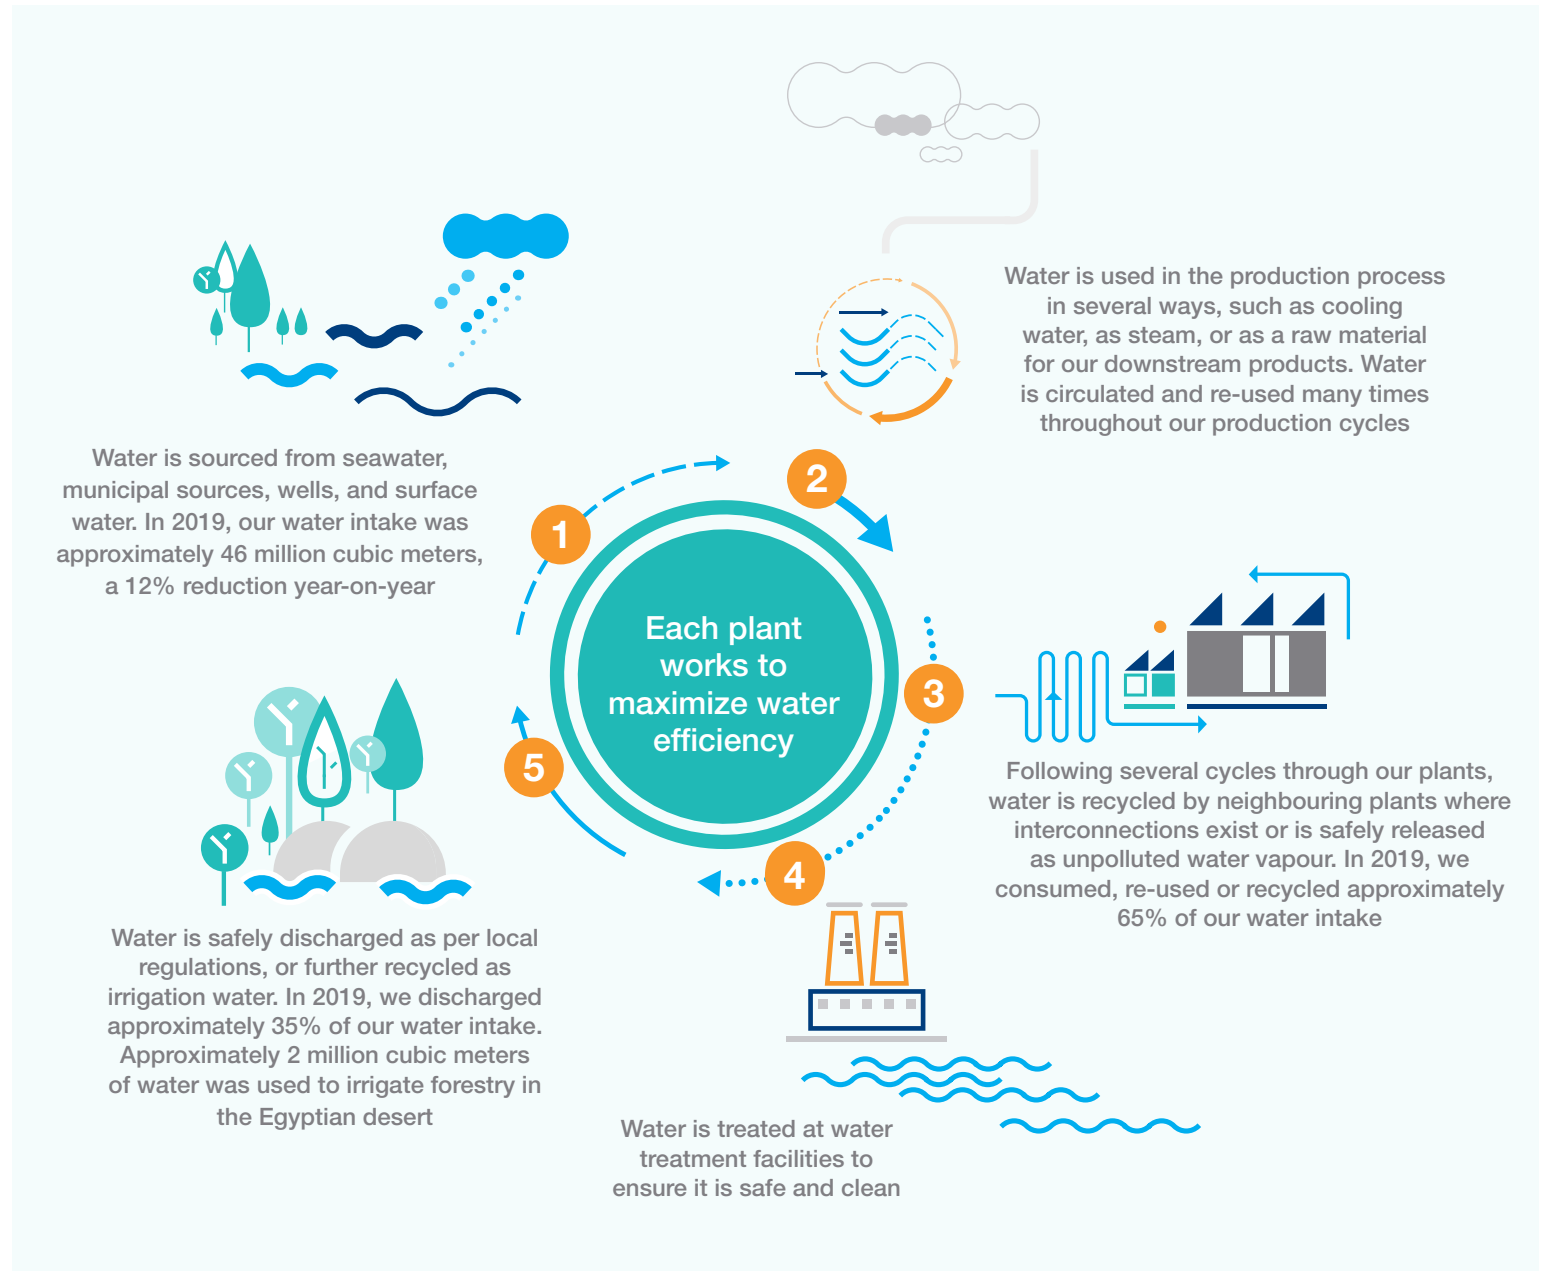 Water is sourced from seawater,
municipal sources, wells, and surface
water. In 2019, our water intake was
approximately 46 million cubic meters,
a 12% reduction year-on-year
1
Water is used in the production process
in several ways, such as cooling
water, as steam, or as a raw material
for our downstream products. Water
is circulated and re-used many times
throughout our production cycles
2
Each plant
works to
maximize water
efficiency
3
Following several cycles through our plants,
water is recycled by neighbouring plants where
interconnections exist or is safely released
as unpolluted water vapour. In 2019, we
consumed, re-used or recycled approximately
65% of our water intake
4
Water is treated at water
treatment facilities to
ensure it is safe and clean
5
Water is safely discharged as per local
regulations, or further recycled as
irrigation water. In 2019, we discharged
approximately 35% of our water intake.
Approximately 2 million cubic meters
of water was used to irrigate forestry in
the Egyptian desert